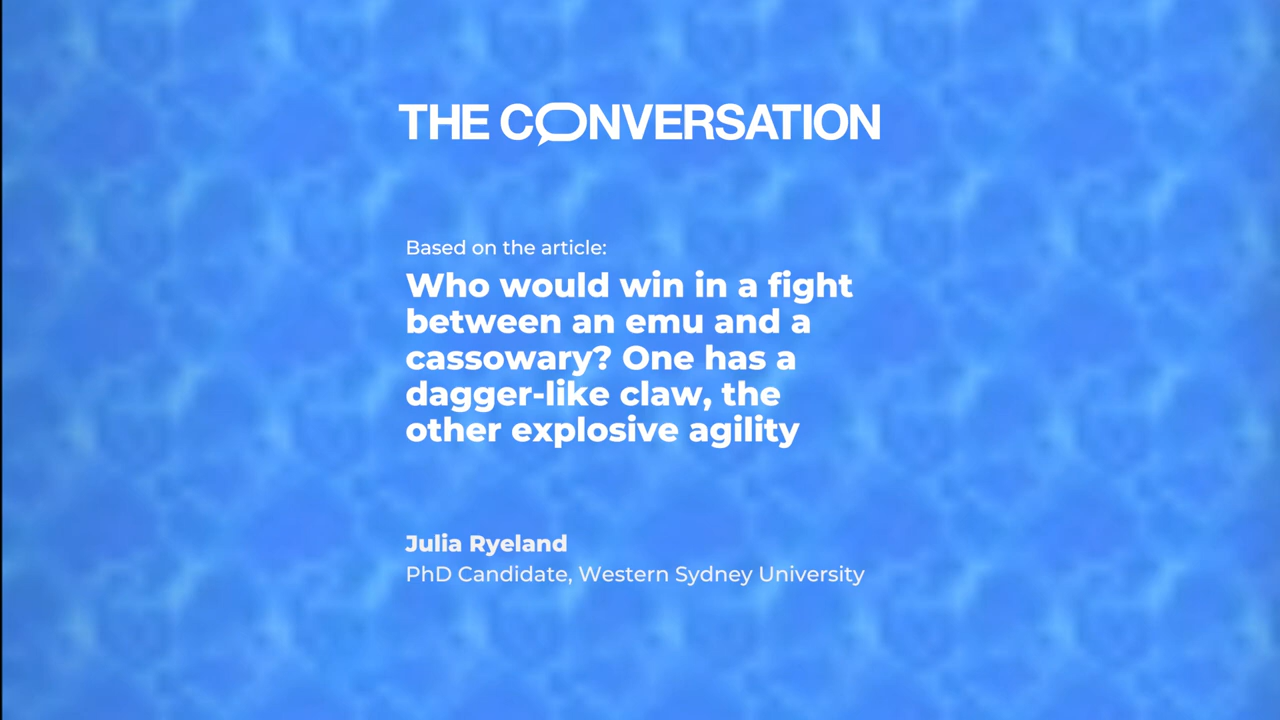 THE CONVERSATION
Based on the article:
Who would win in a fight
between an emu and a
cassowary? One has a
dagger-like claw, the
other explosive agility
Julia Ryeland
PhD Candidate, Western Sydney University